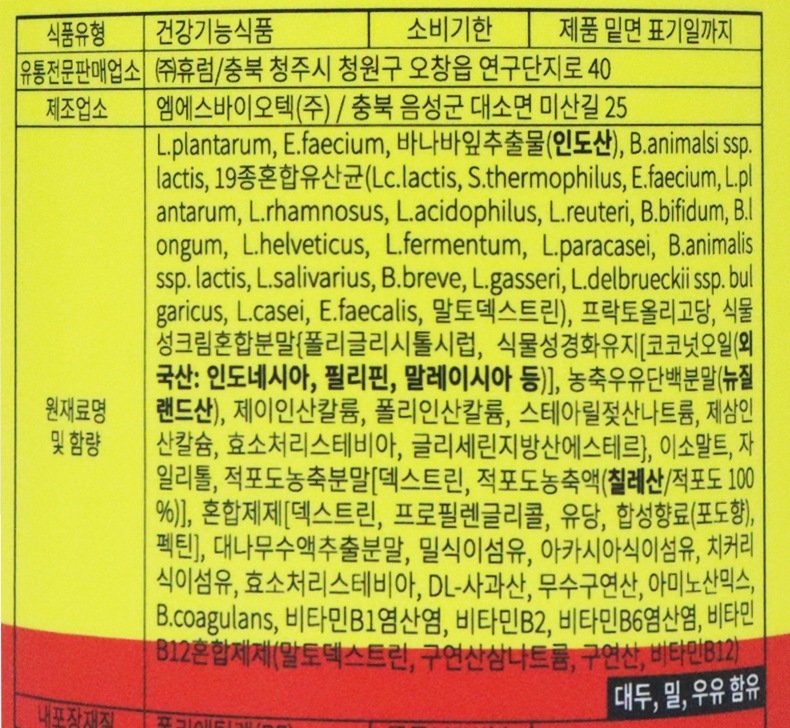 식품유형 건강기능식품 소비기한 제품 밑면 표기일까지
유통전문판매업소 ㈜휴럼/충북 청주시 청원구 오창읍 연구단지로 40
제조업소 엠에스바이오텍(주) / 충북 음성군 대소면 미산길 25
원재료명 및 함량
L.plantarum, E.faecium, 바나바잎추출물(인도산), B.animalsi ssp.
lactis, 19종혼합유산균(Lc.lactis, S.thermophilus, E.faecium, L.pl
antarum, L.rhamnosus, L.acidophilus, L.reuteri, B.bifidum, B.l
ongum, L.helveticus, L.fermentum, L.paracasei, B.animalis
ssp. lactis, L.salivarius, B.breve, L.gasseri, L.delbrueckii ssp. bul
garicus, L.casei, E.faecalis, 말토덱스트린), 프락토올리고당, 식물
성크림혼합분말{폴리글리시톨시럽, 식물성경화유지[코코넛오일(외
국산: 인도네시아, 필리핀, 말레이시아 등)], 농축우유단백분말(뉴질
랜드산), 제이인산칼륨, 폴리인산칼륨, 스테아릴젖산나트륨, 제삼인
산칼슘, 효소처리스테비아, 글리세린지방산에스테르}, 이소말트, 자
일리톨, 적포도농축분말[덱스트린, 적포도농축액(칠레산/적포도 100
%)], 혼합제제[덱스트린, 프로필렌글리콜, 유당, 합성향료(포도향),
펙틴], 대나무수액추출분말, 밀식이섬유, 아카시아식이섬유, 치커리
식이섬유, 효소처리스테비아, DL-사과산, 무수구연산, 아미노산믹스,
B.coagulans, 비타민B1염산염, 비타민B2, 비타민B6염산염, 비타민
B12혼합제제(말토덱스트린, 구연산삼나트륨, 구연산, 비타민B12)
대두, 밀, 우유 함유
내포장재질